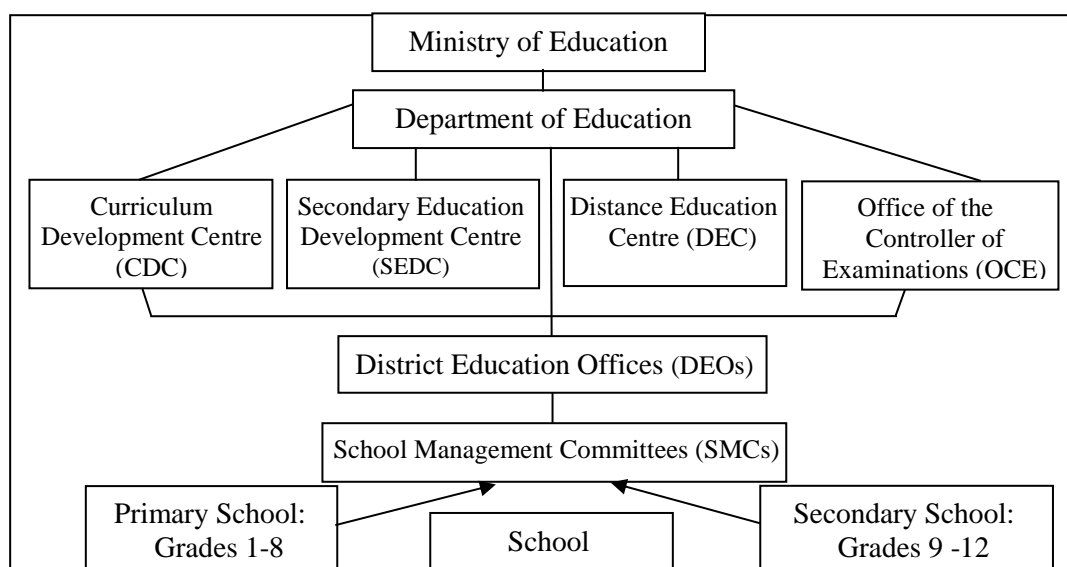 Ministry of Education
Department of Education
Curriculum
Development Centre
(CDC)
Secondary Education
Development Centre
(SEDC)
Distance Education
Centre (DEC)
Office of the
Controller of
Examinations (OCE)
District Education Offices (DEOs)
School Management Committees (SMCs)
Primary School:
Grades 1-8
School
Secondary School:
Grades 9 -12